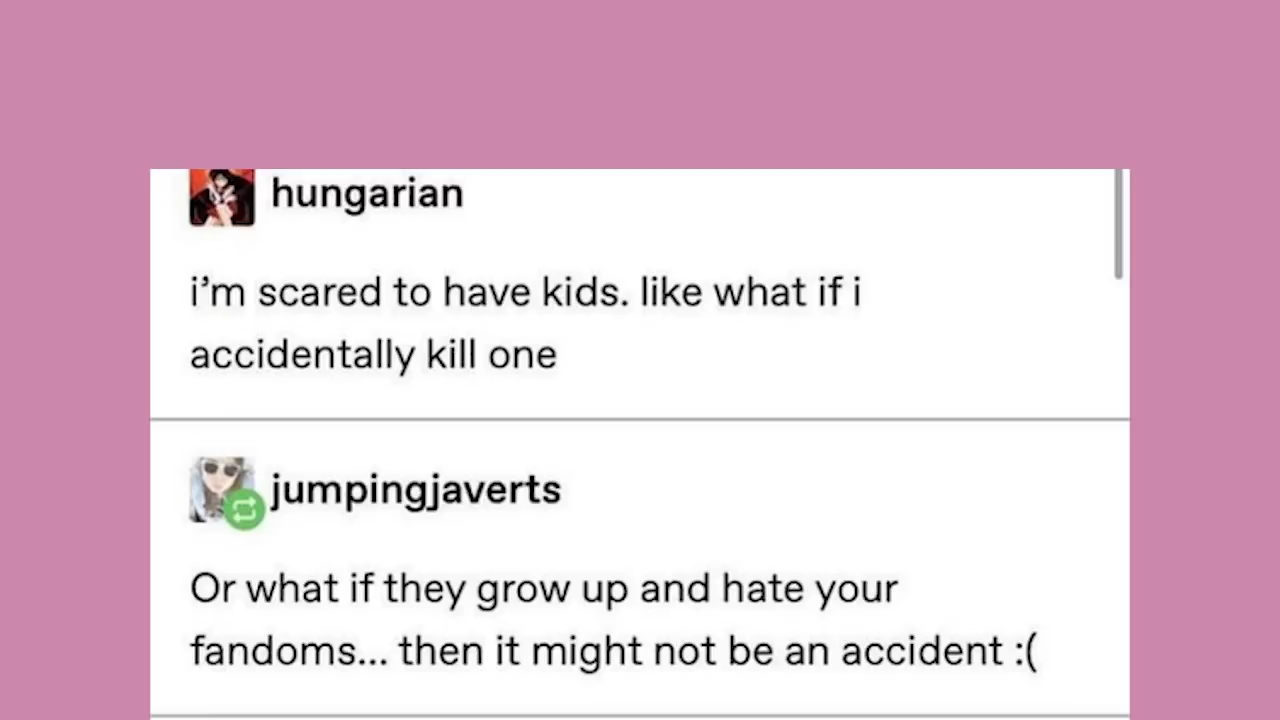 hungarian
i’m scared to have kids. like what if i
accidentally kill one
jumpingjaverts
Or what if they grow up and hate your
fandoms... then it might not be an accident :(